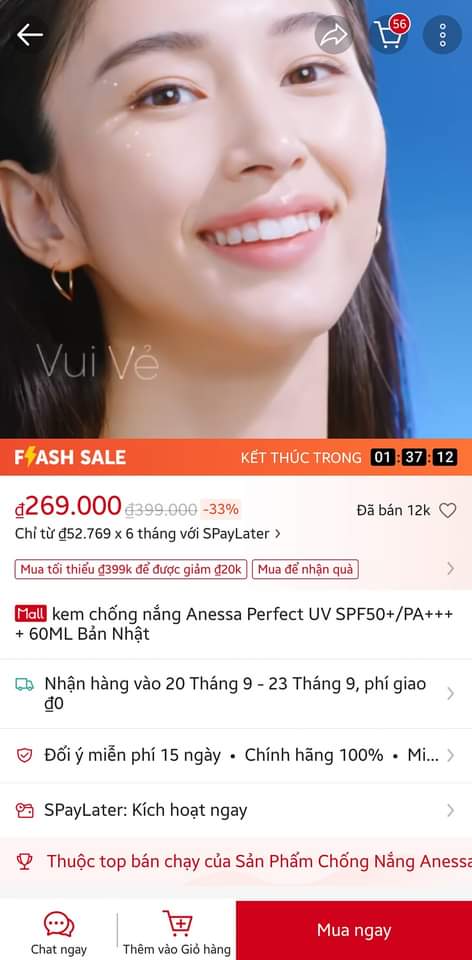 56
Vui Vẻ
FLASH SALE KẾT THÚC TRONG 01:37:12
₫269.000 ₫399.000 -33% Đã bán 12k
Chỉ từ ₫52.769 x 6 tháng với SPayLater >
Mua tối thiểu ₫399k để được giảm ₫20k Mua để nhận quà
Mall kem chống nắng Anessa Perfect UV SPF50+/PA+++
+ 60ML Bản Nhật
Nhận hàng vào 20 Tháng 9 - 23 Tháng 9, phí giao
₫0
Đổi ý miễn phí 15 ngày • Chính hãng 100% • Mi...
SPayLater: Kích hoạt ngay
Thuộc top bán chạy của Sản Phẩm Chống Nắng Anessa
Chat ngay Thêm vào Giỏ hàng Mua ngay